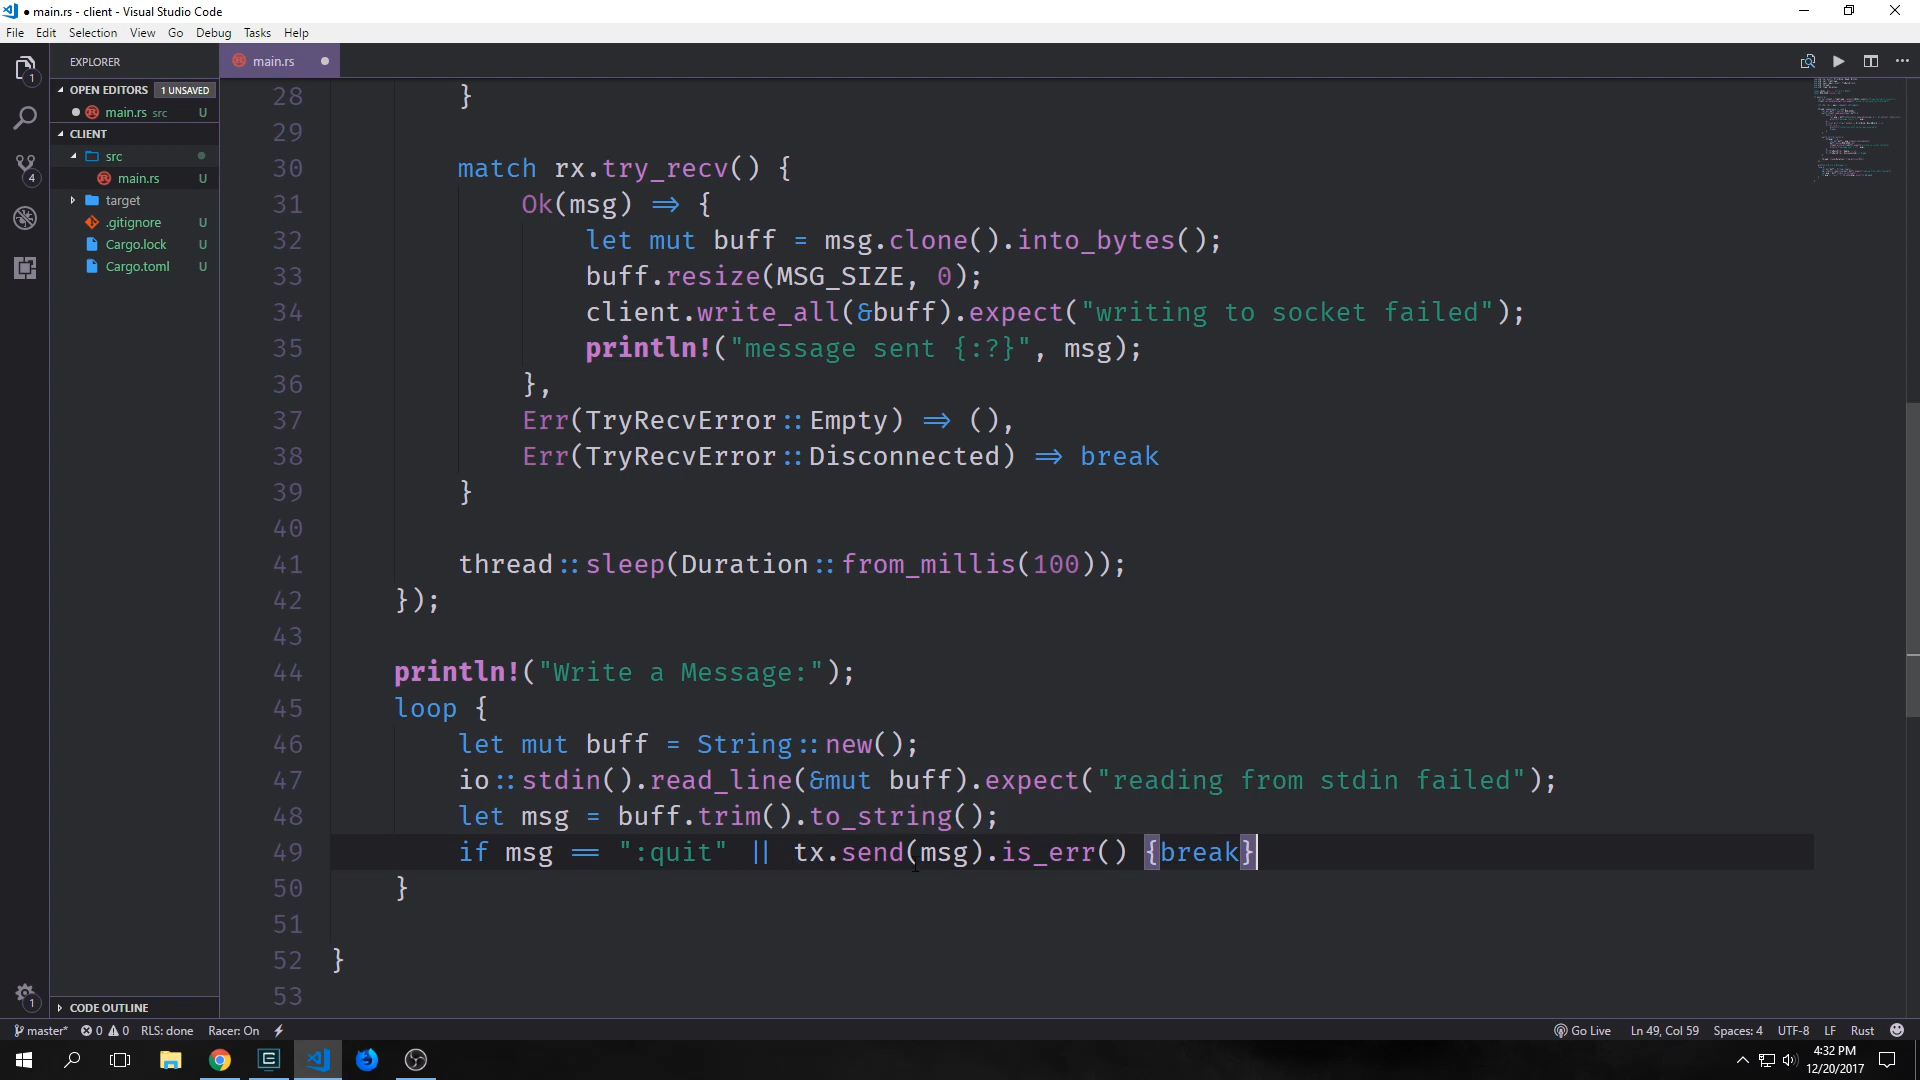 ● main.rs - client - Visual Studio Code
File Edit Selection View Go Debug Tasks Help
EXPLORER
OPEN EDITORS 1 UNSAVED
● main.rs src U
CLIENT
src
main.rs U
target
.gitignore U
Cargo.lock U
Cargo.toml U
CODE OUTLINE
1
4
1
main.rs
28 }
29
30 match rx.try_recv() {
31 Ok(msg) => {
32 let mut buff = msg.clone().into_bytes();
33 buff.resize(MSG_SIZE, 0);
34 client.write_all(&buff).expect("writing to socket failed");
35 println!("message sent {:?}", msg);
36 },
37 Err(TryRecvError::Empty) => (),
38 Err(TryRecvError::Disconnected) => break
39 }
40
41 thread::sleep(Duration::from_millis(100));
42 });
43
44 println!("Write a Message:");
45 loop {
46 let mut buff = String::new();
47 io::stdin().read_line(&mut buff).expect("reading from stdin failed");
48 let msg = buff.trim().to_string();
49 if msg == ":quit" || tx.send(msg).is_err() {break}
50 }
51
52 }
53
master* 0 0 RLS: done Racer: On Go Live Ln 49, Col 59 Spaces: 4 UTF-8 LF Rust
4:32 PM
12/20/2017